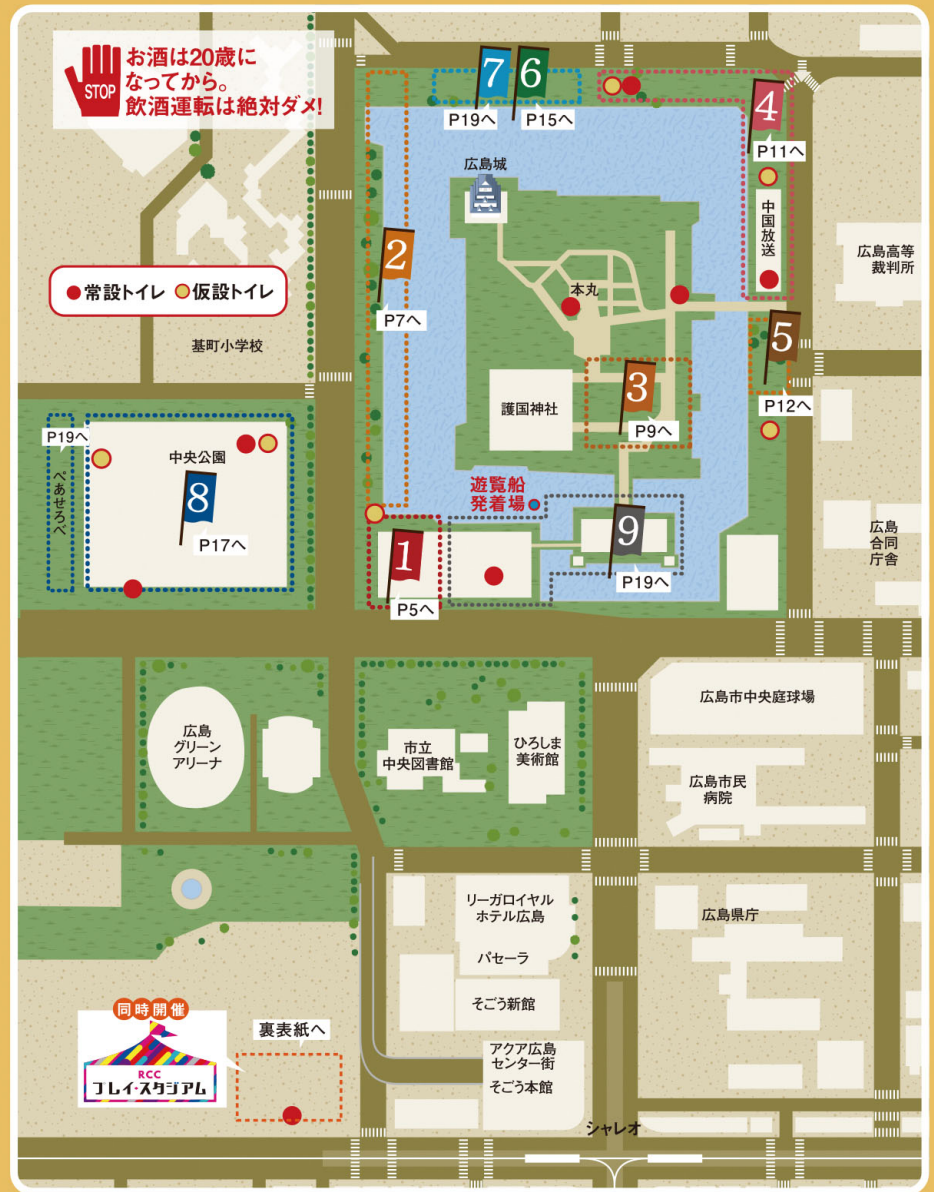 STOP
お酒は20歳に
なってから。
飲酒運転は絶対ダメ!
7
6
P19へ
P15へ
4
P11へ
広島城
中国放送
広島高等
裁判所
2
P7へ
常設トイレ 仮設トイレ
本丸
基町小学校
5
P12へ
護国神社
3
P9へ
P19へ
ぺあせろべ
中央公園
8
P17へ
遊覧船
発着場
1
P5へ
9
P19へ
広島
合同
庁舎
広島
グリーン
アリーナ
市立
中央図書館
ひろしま
美術館
広島市中央庭球場
広島市民
病院
リーガロイヤル
ホテル広島
パセーラ
そごう新館
広島県庁
アクア広島
センター街
そごう本館
同時開催
RCC
プレイ・スタジアム
裏表紙へ
シャレオ